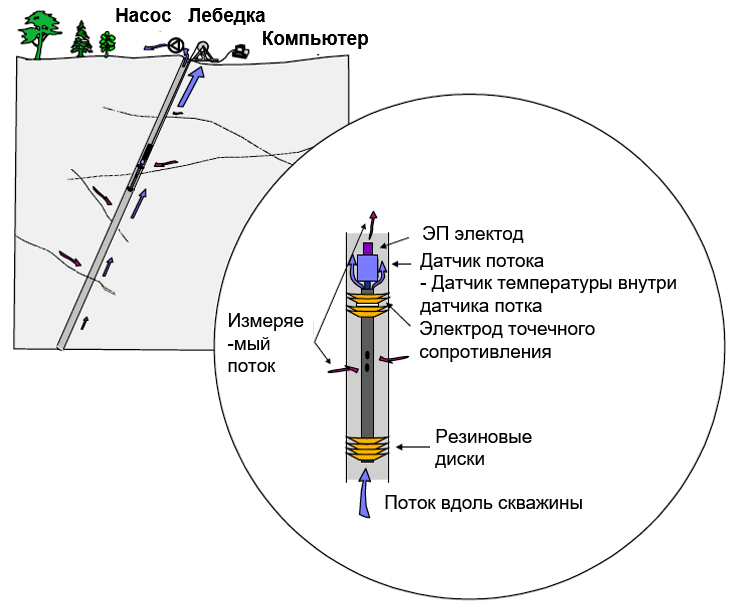 Насос Лебедка
Компьютер
ЭП электод
Датчик потока
- Датчик температуры внутри
датчика потка
Электрод точечного
сопротивления
Измеряе
-мый
поток
Резиновые
диски
Поток вдоль скважины